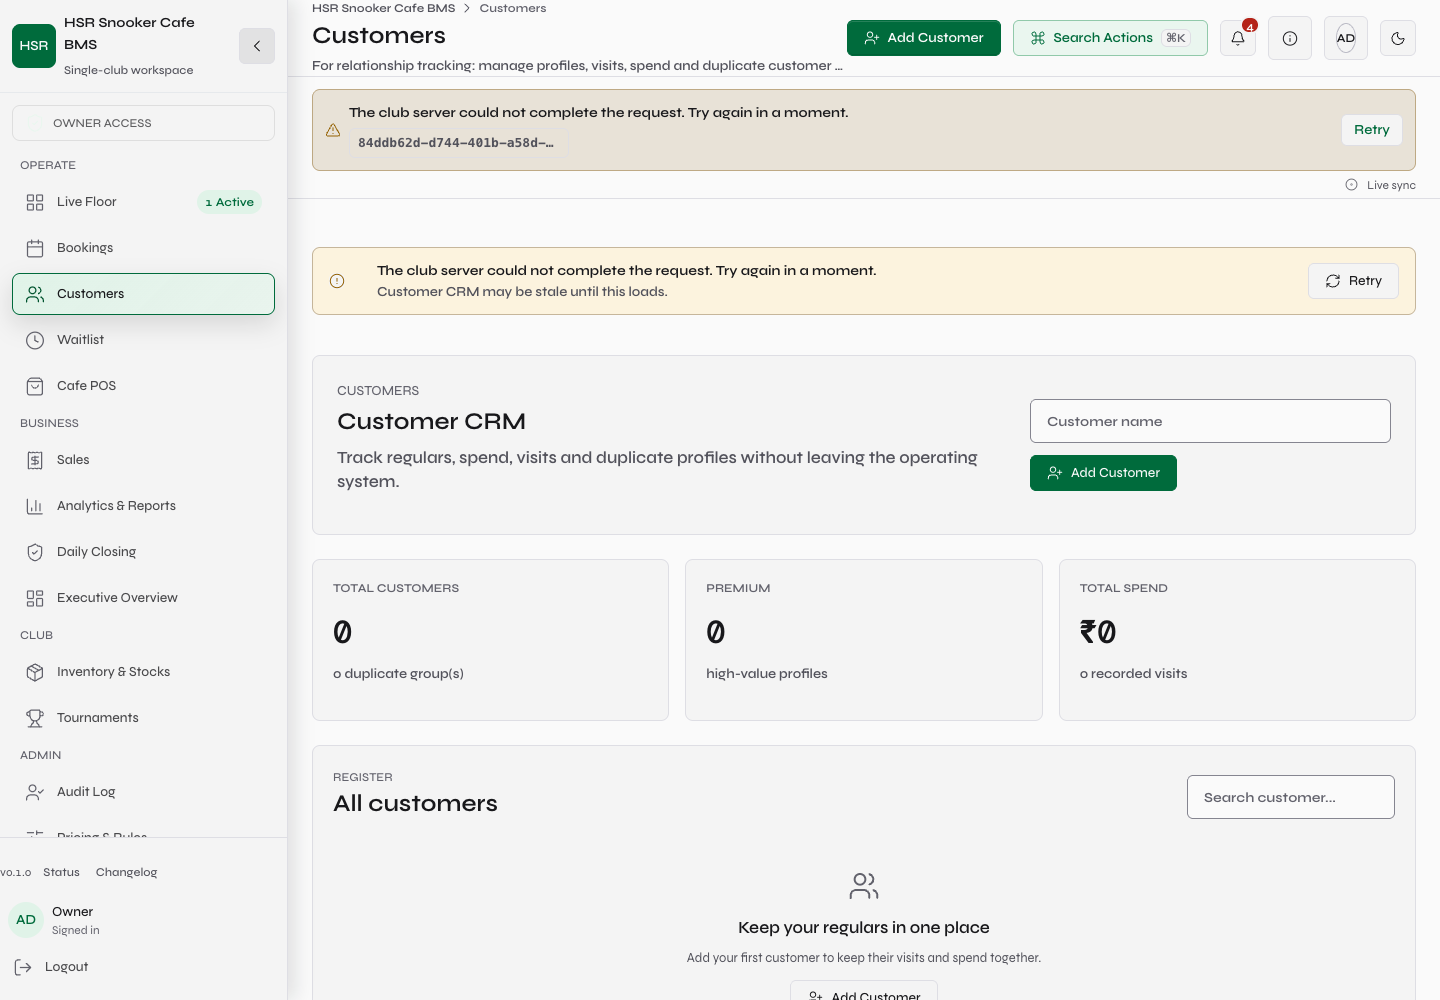 HSR
HSR Snooker Cafe
BMS
Single-club workspace
OWNER ACCESS
OPERATE
Live Floor
1 Active
Bookings
Customers
Waitlist
Cafe POS
BUSINESS
Sales
Analytics & Reports
Daily Closing
Executive Overview
CLUB
Inventory & Stocks
Tournaments
ADMIN
Audit Log
Pricing & Rules
v0.1.0 Status Changelog
AD
Owner
Signed in
Logout
HSR Snooker Cafe BMS > Customers
Customers
For relationship tracking: manage profiles, visits, spend and duplicate customer …
Add Customer
Search Actions ⌘K
4
AD
The club server could not complete the request. Try again in a moment.
84ddb62d-d744-401b-a58d-…
Retry
Live sync
The club server could not complete the request. Try again in a moment.
Customer CRM may be stale until this loads.
Retry
CUSTOMERS
Customer CRM
Track regulars, spend, visits and duplicate profiles without leaving the operating
system.
Customer name
Add Customer
TOTAL CUSTOMERS
0
0 duplicate group(s)
PREMIUM
0
high-value profiles
TOTAL SPEND
₹0
0 recorded visits
REGISTER
All customers
Search customer...
Keep your regulars in one place
Add your first customer to keep their visits and spend together.
Add Customer